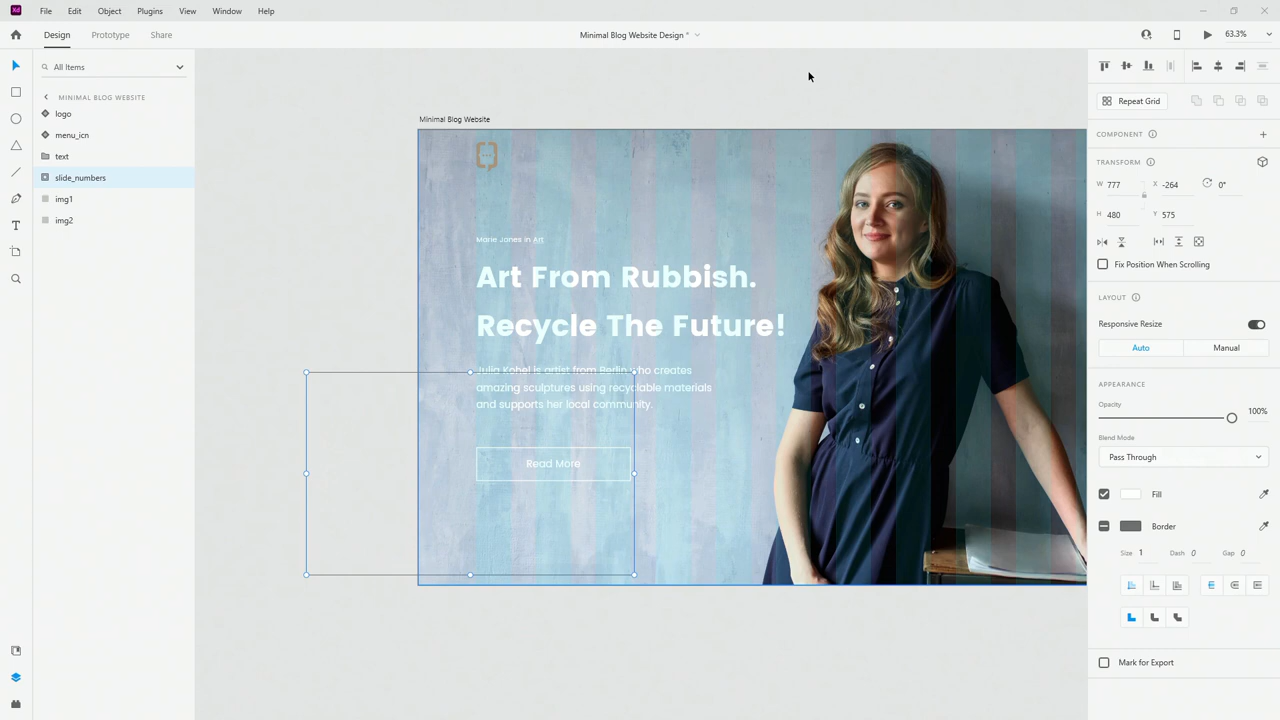 Xd
File
Edit
Object
Plugins
View
Window
Help
Design
Prototype
Share
Minimal Blog Website Design *
63.3%
All Items
MINIMAL BLOG WEBSITE
logo
menu_icn
text
slide_numbers
img1
img2
Minimal Blog Website
Marie Jones in Art
Art From Rubbish.
Recycle The Future!
Julia Kohel is artist from Berlin who creates
amazing sculptures using recyclable materials
and supports her local community.
Read More
Repeat Grid
COMPONENT
TRANSFORM
W 777 X -264 0°
H 480 Y 575
Fix Position When Scrolling
LAYOUT
Responsive Resize
Auto Manual
APPEARANCE
Opacity
100%
Blend Mode
Pass Through
Fill
Border
Size 1 Dash 0 Gap 0
Mark for Export